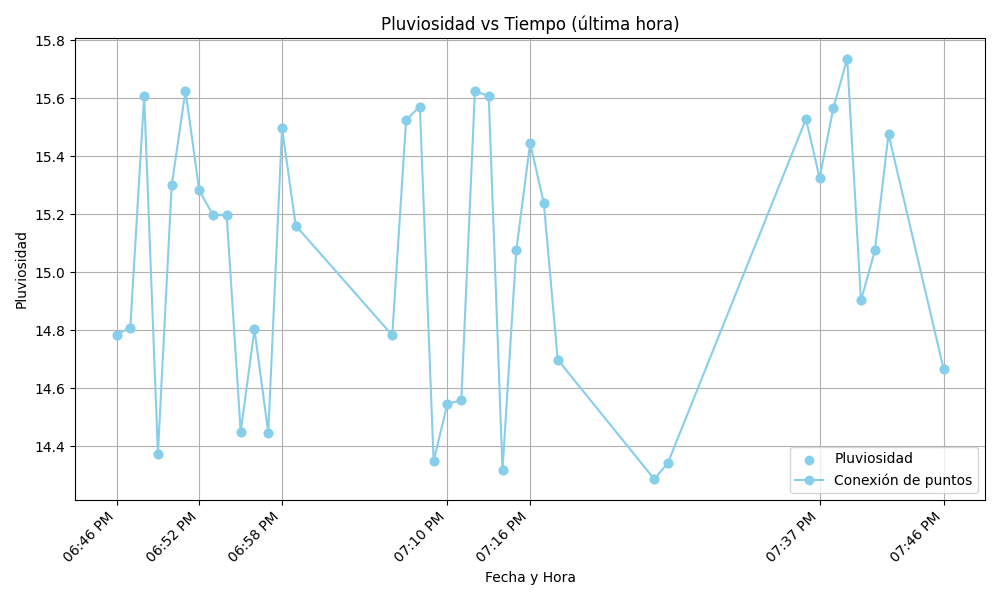 Pluviosidad vs Tiempo (última hora)
Pluviosidad
15.8
15.6
15.4
15.2
15.0
14.8
14.6
14.4
Pluviosidad
Conexión de puntos
06:46 PM
06:52 PM
06:58 PM
07:10 PM
07:16 PM
07:37 PM
07:46 PM
Fecha y Hora